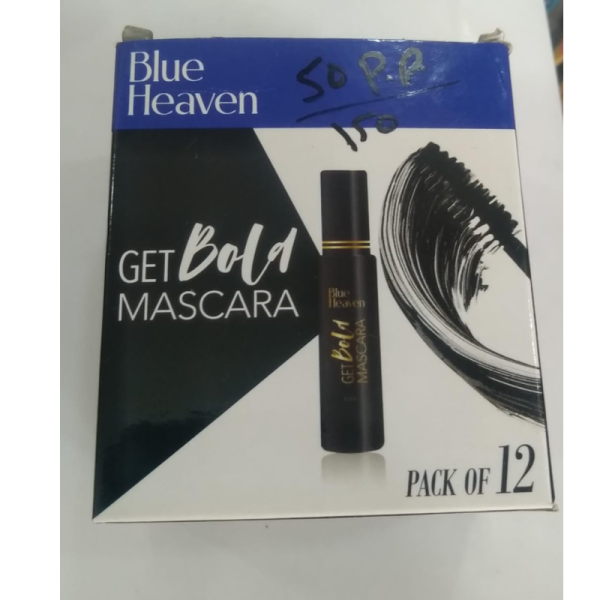 Blue
Heaven
50 P.P
150
GET Bold
MASCARA
Blue
Heaven
GET Bold
MASCARA
PACK OF 12